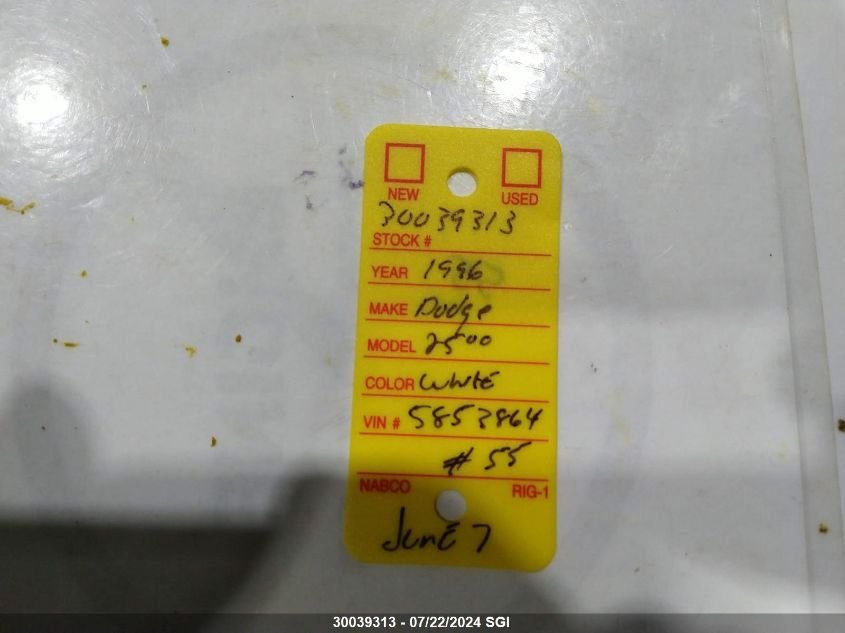 NEW USED
30039313
STOCK #
YEAR 1996
MAKE Dodge
MODEL 2500
COLOR WhitE
VIN # 5853864
# 55
NABCO RIG-1
JunE 7
30039313 - 07/22/2024 SGI